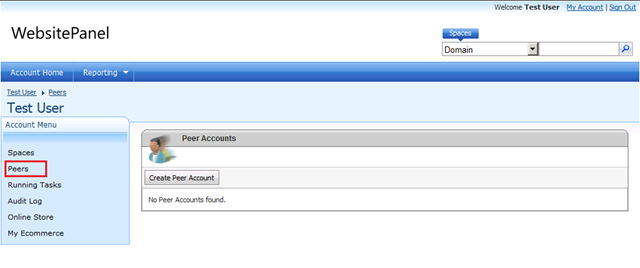 Welcome Test User My Account | Sign Out
WebsitePanel
Spaces
Domain
Account Home Reporting
Test User Peers
Test User
Account Menu
Spaces
Peers
Running Tasks
Audit Log
Online Store
My Ecommerce
Peer Accounts
Create Peer Account
No Peer Accounts found.